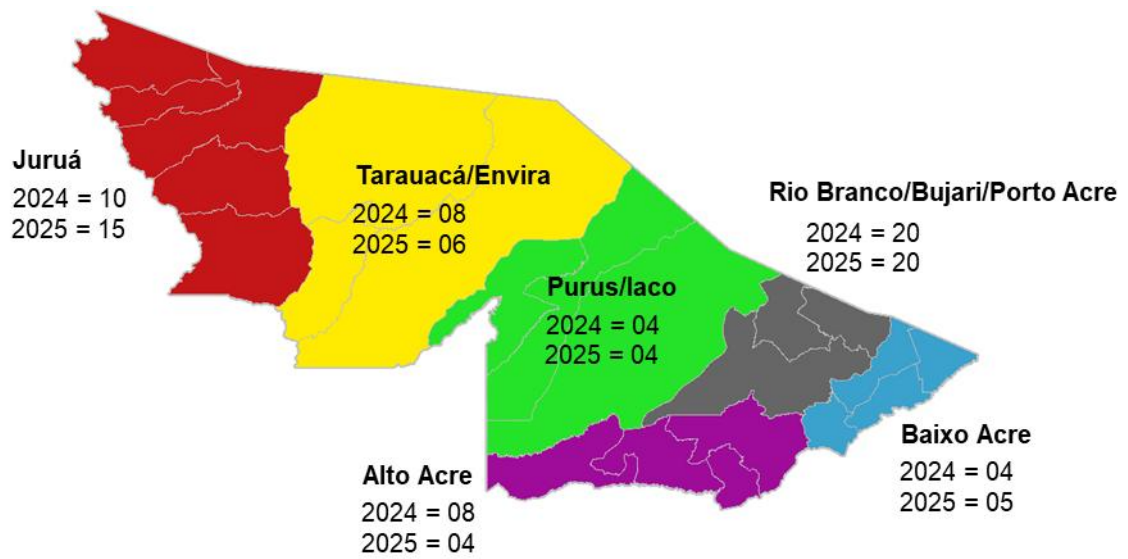 Juruá
2024 = 10
2025 = 15
Tarauacá/Envira
2024 = 08
2025 = 06
Rio Branco/Bujari/Porto Acre
2024 = 20
2025 = 20
Purus/Iaco
2024 = 04
2025 = 04
Baixo Acre
2024 = 04
2025 = 05
Alto Acre
2024 = 08
2025 = 04